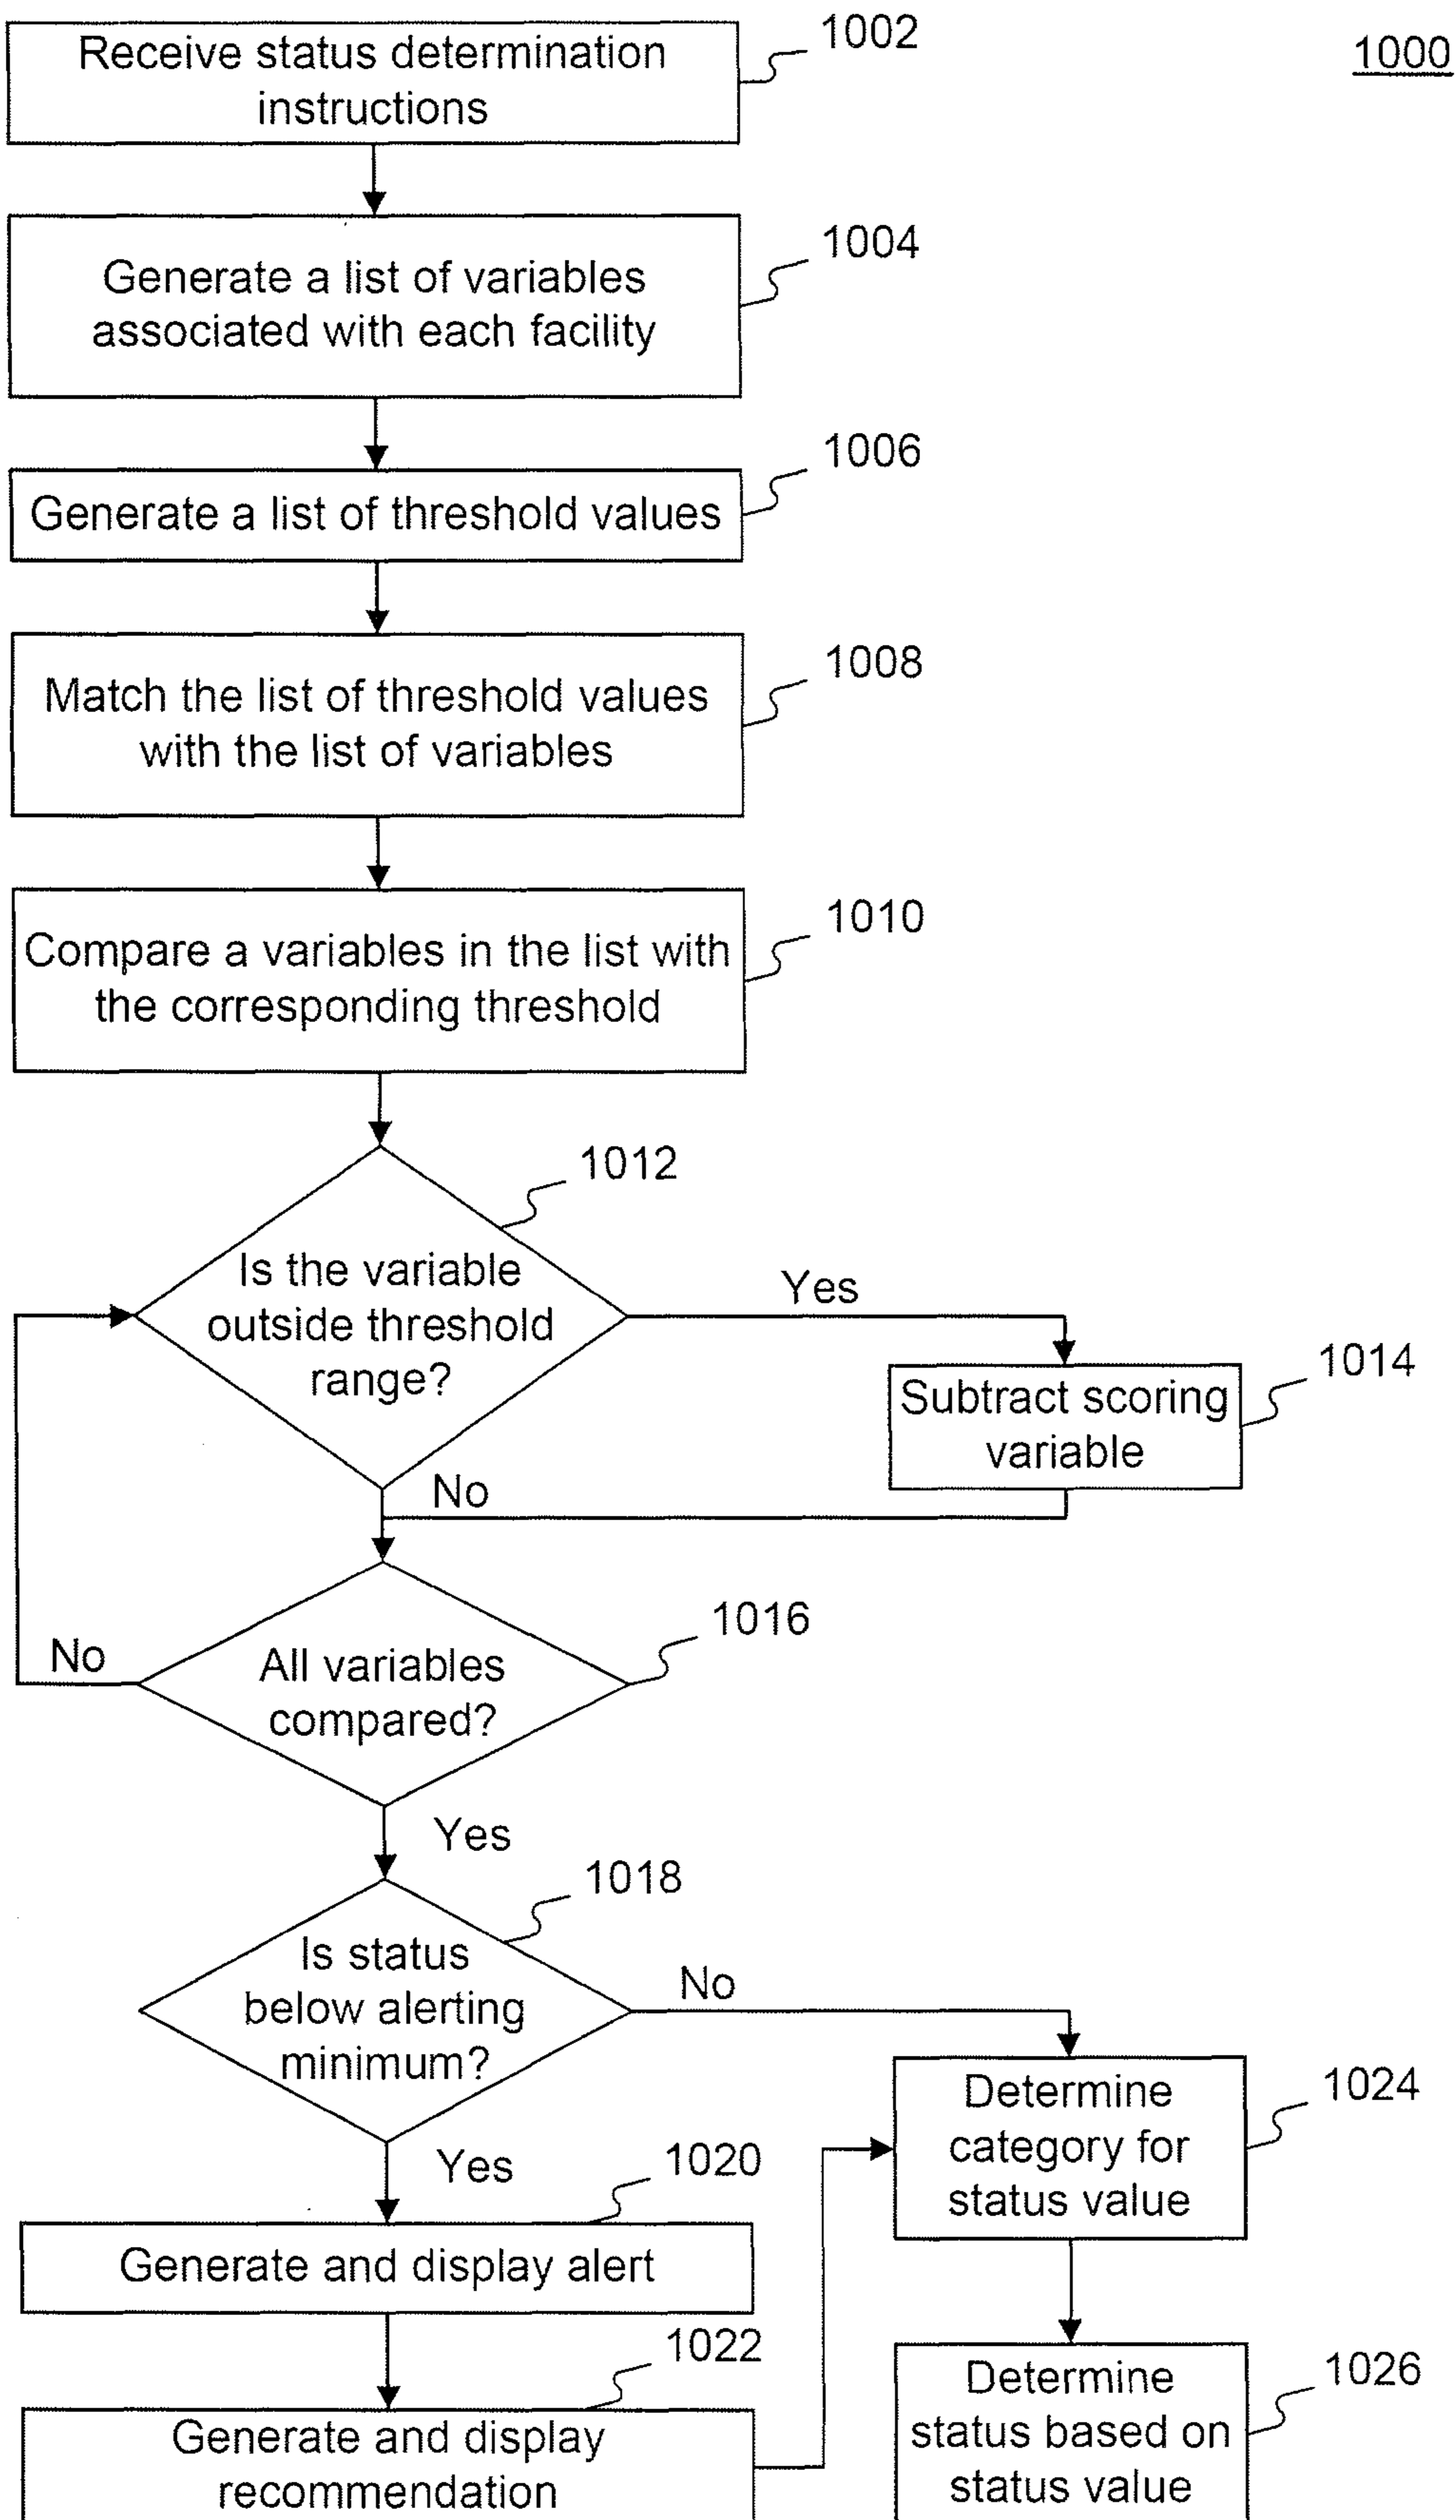 1000
Receive status determination
instructions
1002
Generate a list of variables
associated with each facility
1004
Generate a list of threshold values
1006
Match the list of threshold values
with the list of variables
1008
Compare a variables in the list with
the corresponding threshold
1010
Is the variable
outside threshold
range?
1012
Yes
Subtract scoring
variable
1014
No
All variables
compared?
1016
No
Yes
Is status
below alerting
minimum?
1018
No
Yes
Generate and display alert
1020
Generate and display
recommendation
1022
Determine
category for
status value
1024
Determine
status based on
status value
1026